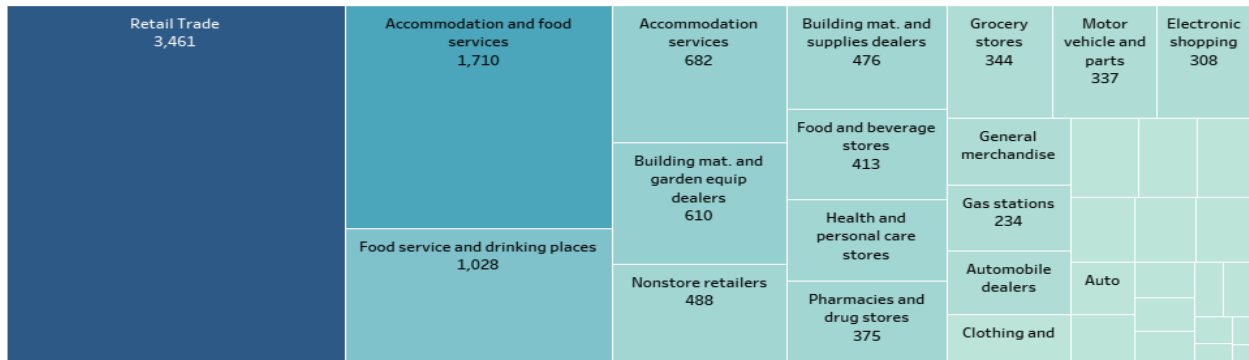 Retail Trade
3,461
Accommodation and food
services
1,710
Food service and drinking places
1,028
Accommodation
services
682
Building mat. and
garden equip
dealers
610
Nonstore retailers
488
Building mat. and
supplies dealers
476
Food and beverage
stores
413
Health and
personal care
stores
Pharmacies and
drug stores
375
Grocery
stores
344
Motor
vehicle and
parts
337
Electronic
shopping
308
General
merchandise
Gas stations
234
Automobile
dealers
Clothing and
Auto